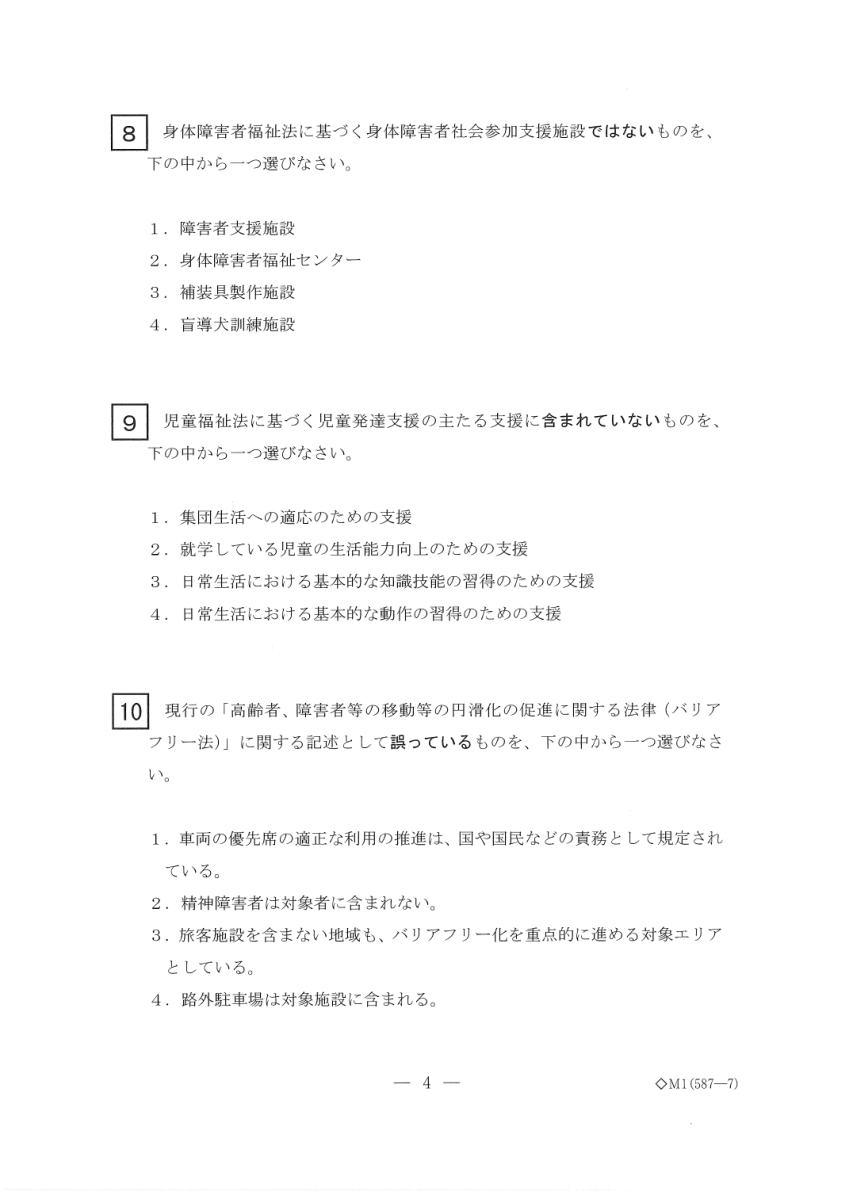 8 身体障害者福祉法に基づく身体障害者社会参加支援施設ではないものを、
下の中から一つ選びなさい。
1．障害者支援施設
2．身体障害者福祉センター
3．補装具製作施設
4．盲導犬訓練施設
9 児童福祉法に基づく児童発達支援の主たる支援に含まれていないものを、
下の中から一つ選びなさい。
1．集団生活への適応のための支援
2．就学している児童の生活能力向上のための支援
3．日常生活における基本的な知識技能の習得のための支援
4．日常生活における基本的な動作の習得のための支援
10 現行の「高齢者、障害者等の移動等の円滑化の促進に関する法律（バリア
フリー法）」に関する記述として誤っているものを、下の中から一つ選びなさ
い。
1．車両の優先席の適正な利用の推進は、国や国民などの責務として規定され
ている。
2．精神障害者は対象者に含まれない。
3．旅客施設を含まない地域も、バリアフリー化を重点的に進める対象エリア
としている。
4．路外駐車場は対象施設に含まれる。
— 4 —
◇M1(587—7)